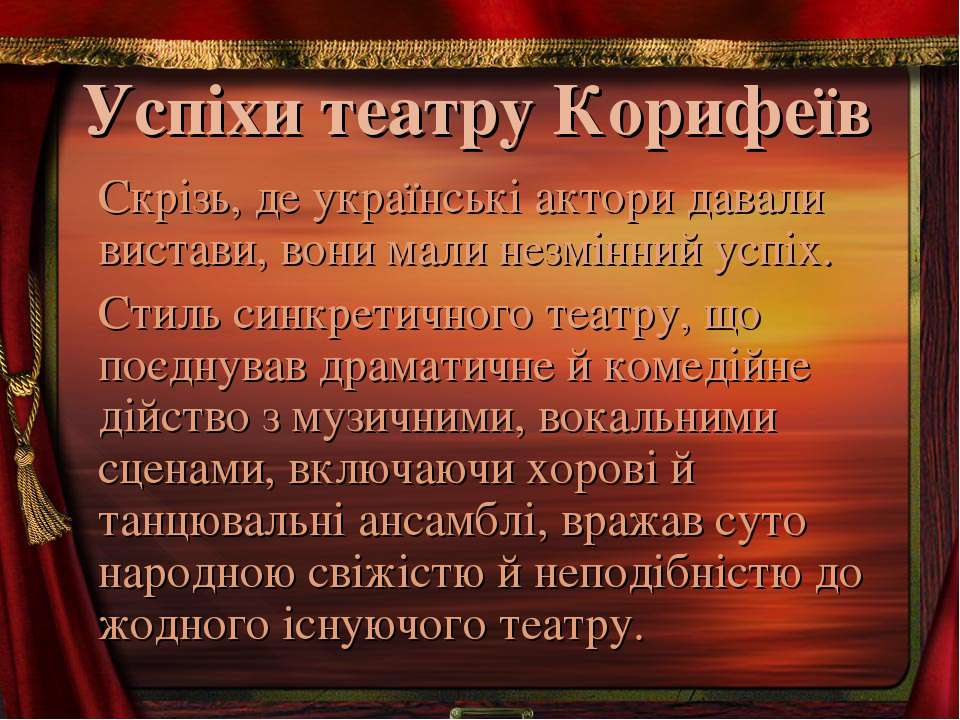 Успіхи театру Корифеїв
Скрізь, де українські актори давали
вистави, вони мали незмінний успіх.
Стиль синкретичного театру, що
поєднував драматичне й комедійне
дійство з музичними, вокальними
сценами, включаючи хорові й
танцювальні ансамблі, вражав суто
народною свіжістю й неподібністю до
жодного існуючого театру.